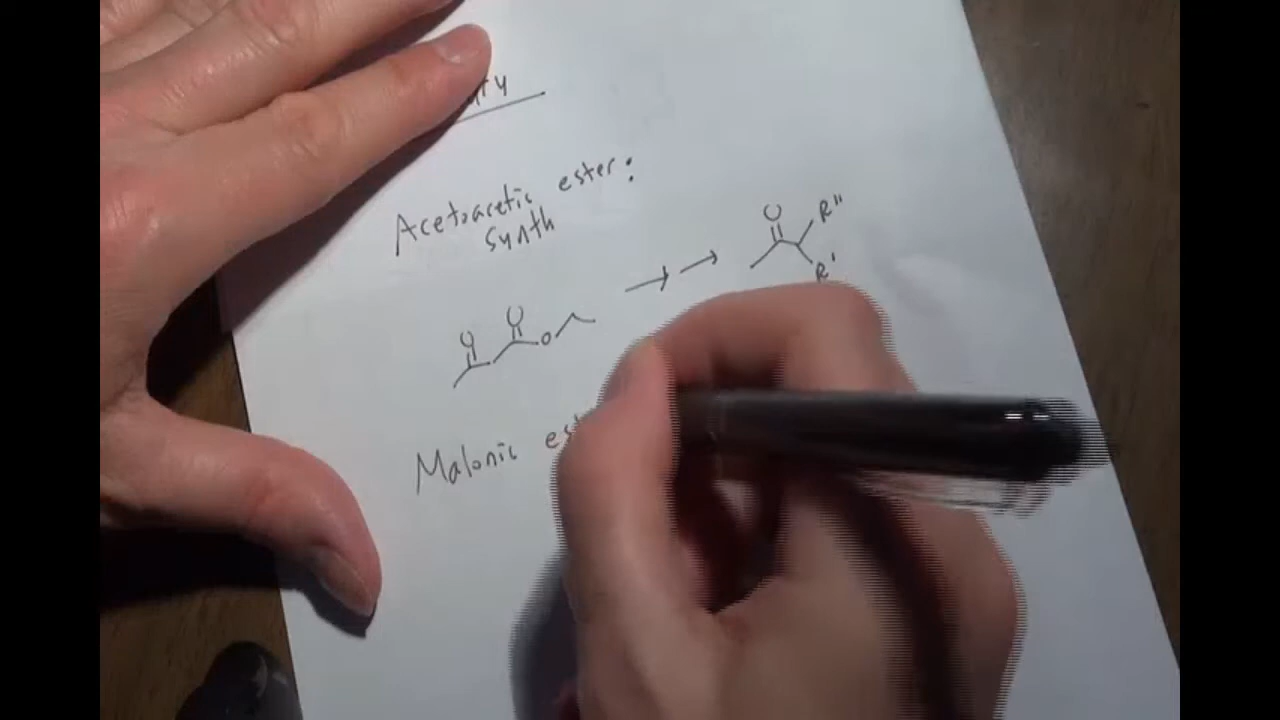 Acetoacetic ester:
synth
O R"
R'
O O
O
Malonic